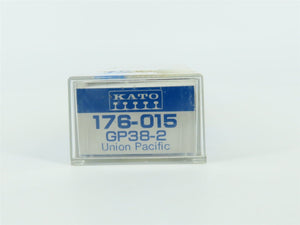 KATO
176-015
GP38-2
Union Pacific